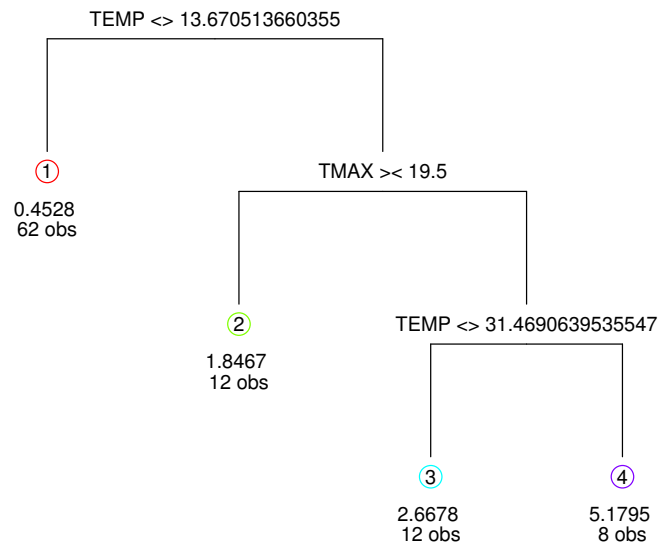 TEMP <> 13.670513660355
1
0.4528
62 obs
TMAX >< 19.5
2
1.8467
12 obs
TEMP <> 31.4690639535547
3
2.6678
12 obs
4
5.1795
8 obs